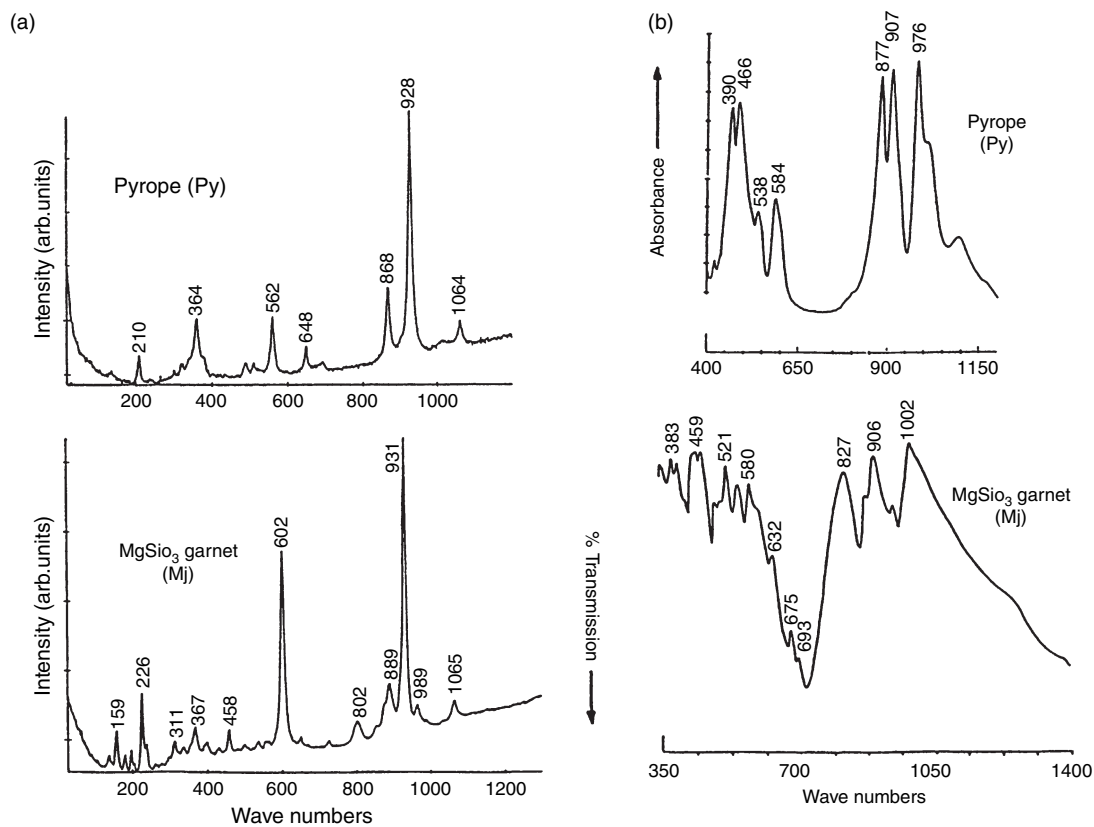 (a)
Intensity (arb.units)
Pyrope (Py)
210
364
562
648
868
928
1064
200 400 600 800 1000
Intensity (arb.units)
MgSiO₃ garnet
(Mj)
159
226
311
367
458
602
802
889
931
989
1065
200 400 600 800 1000 1200
Wave numbers
(b)
Absorbance
Pyrope
(Py)
390
466
538
584
877
907
976
400 650 900 1150
% Transmission
MgSio₃ garnet
(Mj)
383
459
521
580
632
675
693
827
906
1002
350 700 1050 1400
Wave numbers